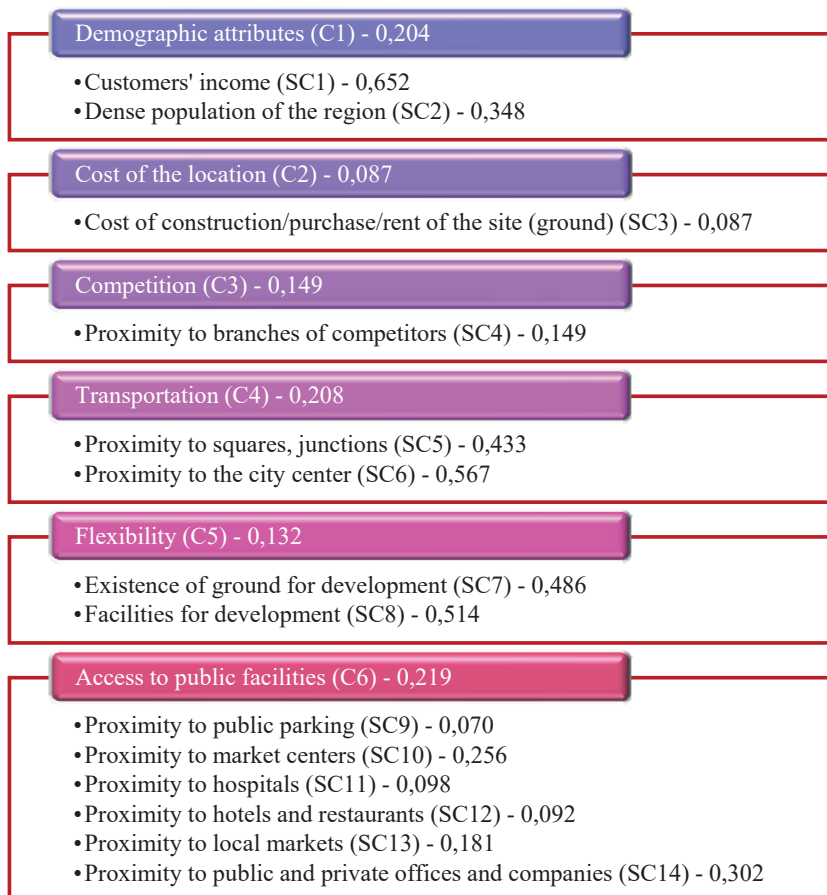 Demographic attributes (C1) - 0,204
•Customers' income (SC1) - 0,652
•Dense population of the region (SC2) - 0,348
Cost of the location (C2) - 0,087
•Cost of construction/purchase/rent of the site (ground) (SC3) - 0,087
Competition (C3) - 0,149
•Proximity to branches of competitors (SC4) - 0,149
Transportation (C4) - 0,208
•Proximity to squares, junctions (SC5) - 0,433
•Proximity to the city center (SC6) - 0,567
Flexibility (C5) - 0,132
•Existence of ground for development (SC7) - 0,486
•Facilities for development (SC8) - 0,514
Access to public facilities (C6) - 0,219
•Proximity to public parking (SC9) - 0,070
•Proximity to market centers (SC10) - 0,256
•Proximity to hospitals (SC11) - 0,098
•Proximity to hotels and restaurants (SC12) - 0,092
•Proximity to local markets (SC13) - 0,181
•Proximity to public and private offices and companies (SC14) - 0,302